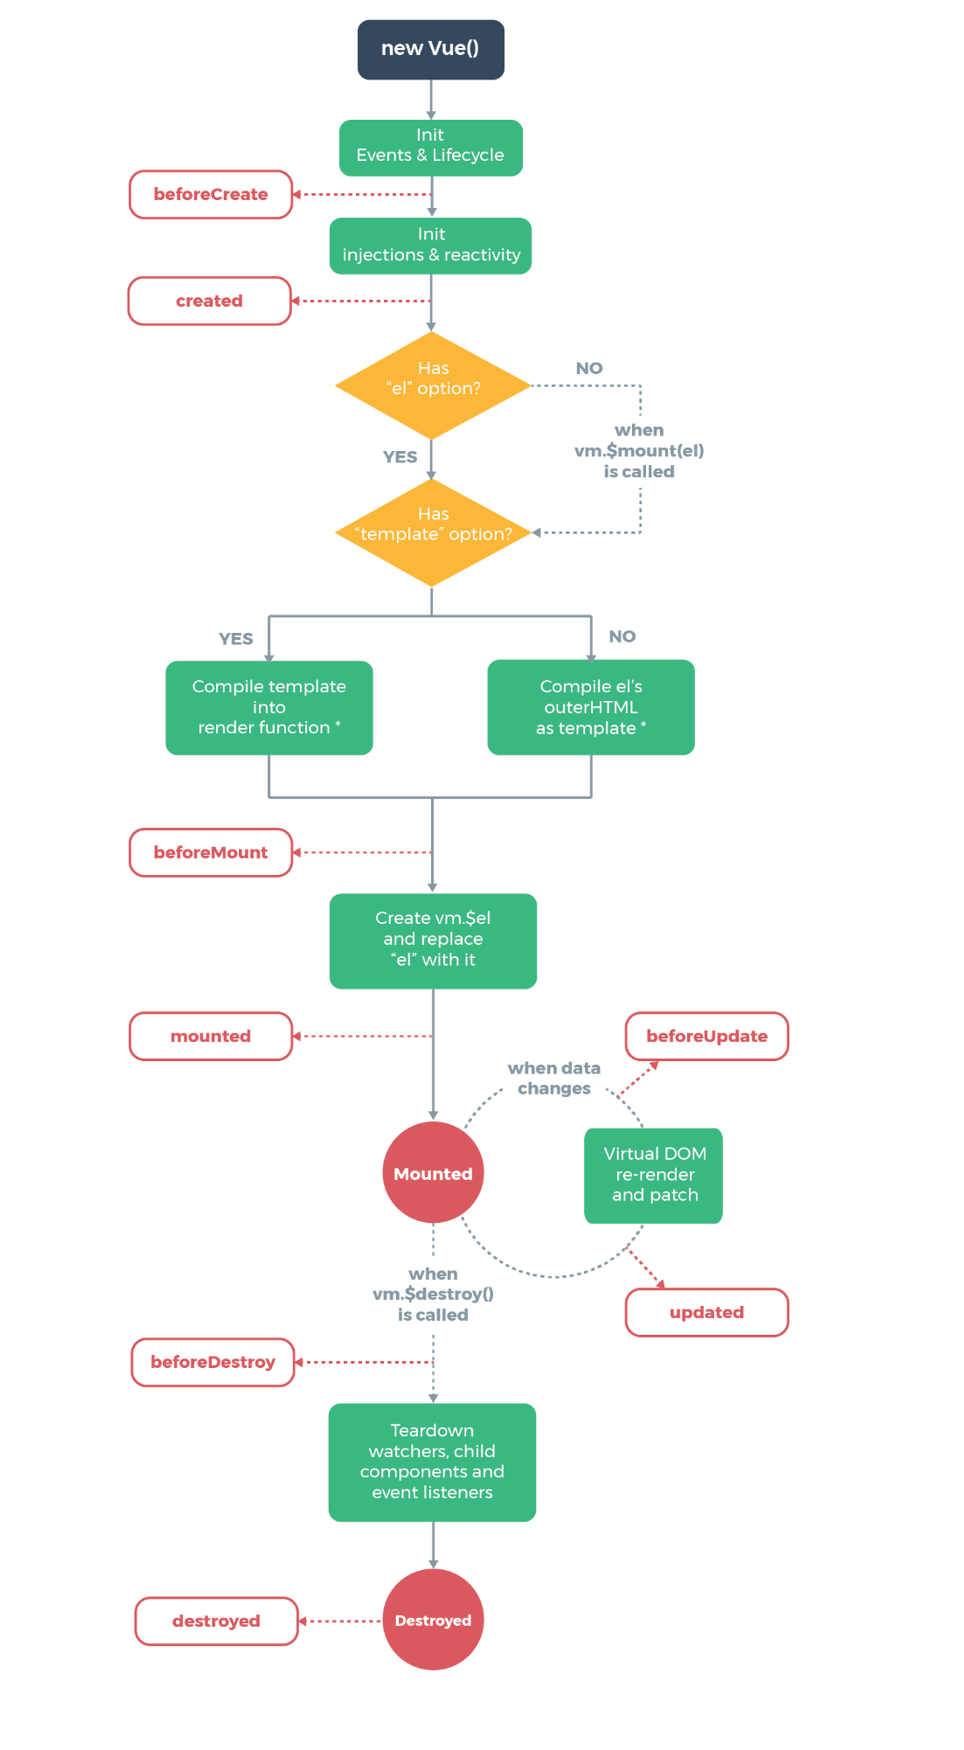 new Vue()
Init
Events & Lifecycle
beforeCreate
Init
injections & reactivity
created
Has
“el” option?
NO
when
vm.$mount(el)
is called
YES
Has
“template” option?
YES
NO
Compile template
into
render function *
Compile el’s
outerHTML
as template *
beforeMount
Create vm.$el
and replace
“el” with it
mounted
beforeUpdate
when data
changes
Mounted
Virtual DOM
re-render
and patch
when
vm.$destroy()
is called
updated
beforeDestroy
Teardown
watchers, child
components and
event listeners
destroyed
Destroyed